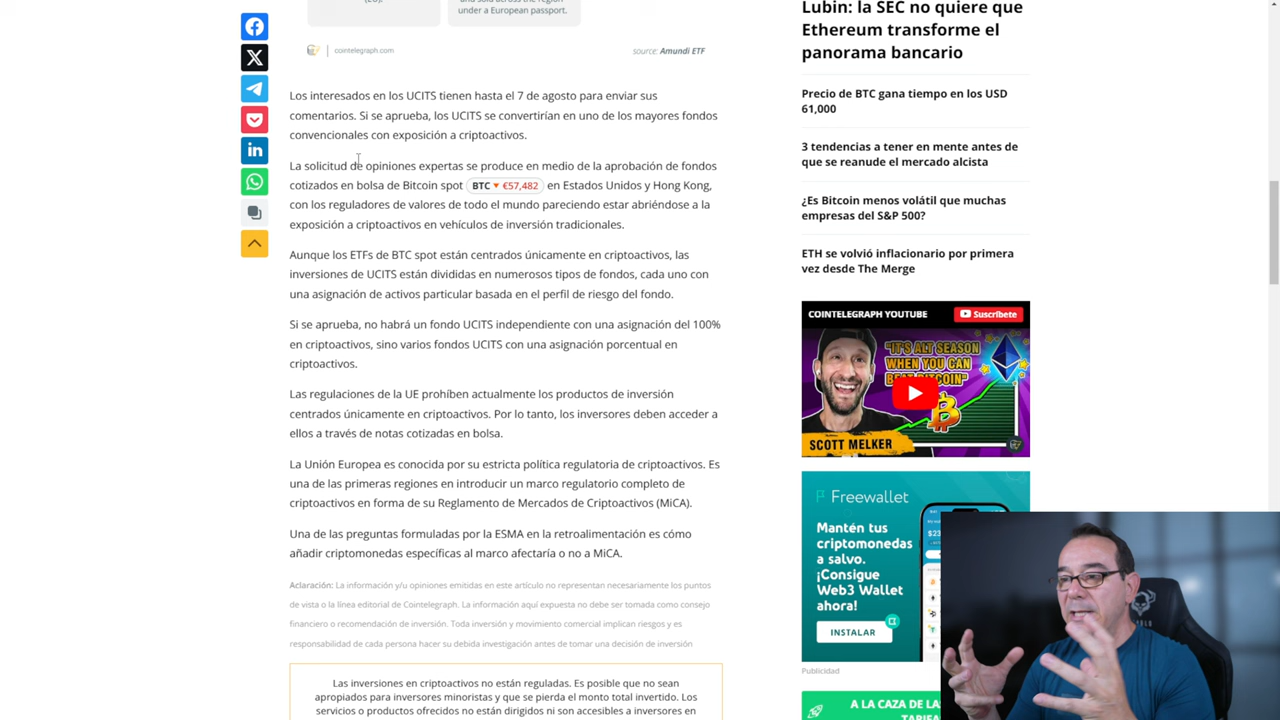 (20).
and sold across the region
under a European passport.
cointelegraph.com
source: Amundi ETF
Los interesados en los UCITS tienen hasta el 7 de agosto para enviar sus
comentarios. Si se aprueba, los UCITS se convertirían en uno de los mayores fondos
convencionales con exposición a criptoactivos.
La solicitud de opiniones expertas se produce en medio de la aprobación de fondos
cotizados en bolsa de Bitcoin spot BTC ▼ €57,482 en Estados Unidos y Hong Kong,
con los reguladores de valores de todo el mundo pareciendo estar abriéndose a la
exposición a criptoactivos en vehículos de inversión tradicionales.
Aunque los ETFs de BTC spot están centrados únicamente en criptoactivos, las
inversiones de UCITS están divididas en numerosos tipos de fondos, cada uno con
una asignación de activos particular basada en el perfil de riesgo del fondo.
Si se aprueba, no habrá un fondo UCITS independiente con una asignación del 100%
en criptoactivos, sino varios fondos UCITS con una asignación porcentual en
criptoactivos.
Las regulaciones de la UE prohíben actualmente los productos de inversión
centrados únicamente en criptoactivos. Por lo tanto, los inversores deben acceder a
ellos a través de notas cotizadas en bolsa.
La Unión Europea es conocida por su estricta política regulatoria de criptoactivos. Es
una de las primeras regiones en introducir un marco regulatorio completo de
criptoactivos en forma de su Reglamento de Mercados de Criptoactivos (MiCA).
Una de las preguntas formuladas por la ESMA en la retroalimentación es cómo
añadir criptomonedas específicas al marco afectaría o no a MiCA.
Aclaración: La información y/u opiniones emitidas en este artículo no representan necesariamente los puntos
de vista o la línea editorial de Cointelegraph. La información aquí expuesta no debe ser tomada como consejo
financiero o recomendación de inversión. Toda inversión y movimiento comercial implican riesgos y es
responsabilidad de cada persona hacer su debida investigación antes de tomar una decisión de inversión
Las inversiones en criptoactivos no están reguladas. Es posible que no sean
apropiados para inversores minoristas y que se pierda el monto total invertido. Los
servicios o productos ofrecidos no están dirigidos ni son accesibles a inversores en
Lubin: la SEC no quiere que
Ethereum transforme el
panorama bancario
Precio de BTC gana tiempo en los USD
61,000
3 tendencias a tener en mente antes de
que se reanude el mercado alcista
¿Es Bitcoin menos volátil que muchas
empresas del S&P 500?
ETH se volvió inflacionario por primera
vez desde The Merge
COINTELEGRAPH YOUTUBE
Suscríbete
"IT'S ALT SEASON
WHEN YOU CAN
BEAT BITCOIN"
SCOTT MELKER
Freewallet
Mantén tus
criptomonedas
a salvo.
¡Consigue
Web3 Wallet
ahora!
INSTALAR
Publicidad
A LA CAZA DE LAS